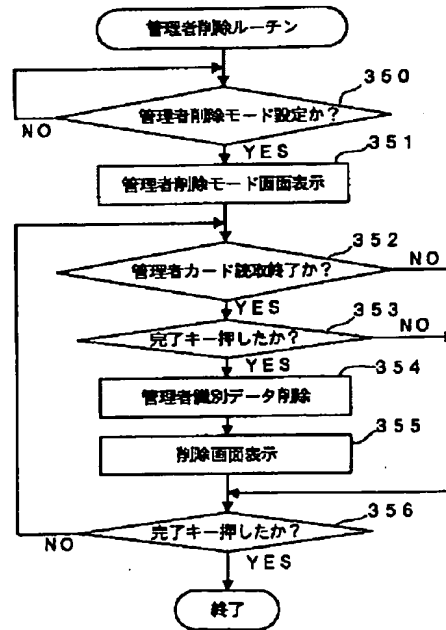 管理者削除ルーチン
350
管理者削除モード設定か?
NO
YES
351
管理者削除モード画面表示
352
管理者カード読取終了か?
NO
YES
353
完了キー押したか?
NO
YES
354
管理者識別データ削除
355
削除画面表示
356
完了キー押したか?
NO
YES
終了